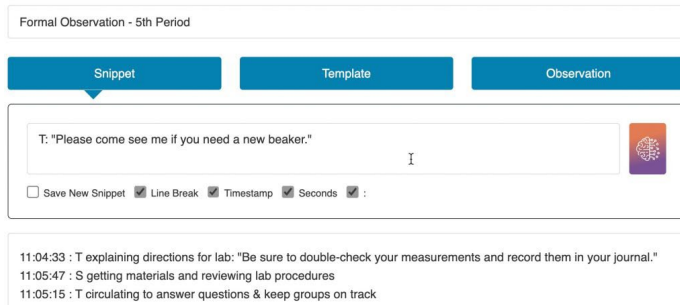 Formal Observation - 5th Period
Snippet
Template
Observation
T: "Please come see me if you need a new beaker."
Save New Snippet Line Break Timestamp Seconds :
11:04:33 : T explaining directions for lab: "Be sure to double-check your measurements and record them in your journal."
11:05:47 : S getting materials and reviewing lab procedures
11:05:15 : T circulating to answer questions & keep groups on track